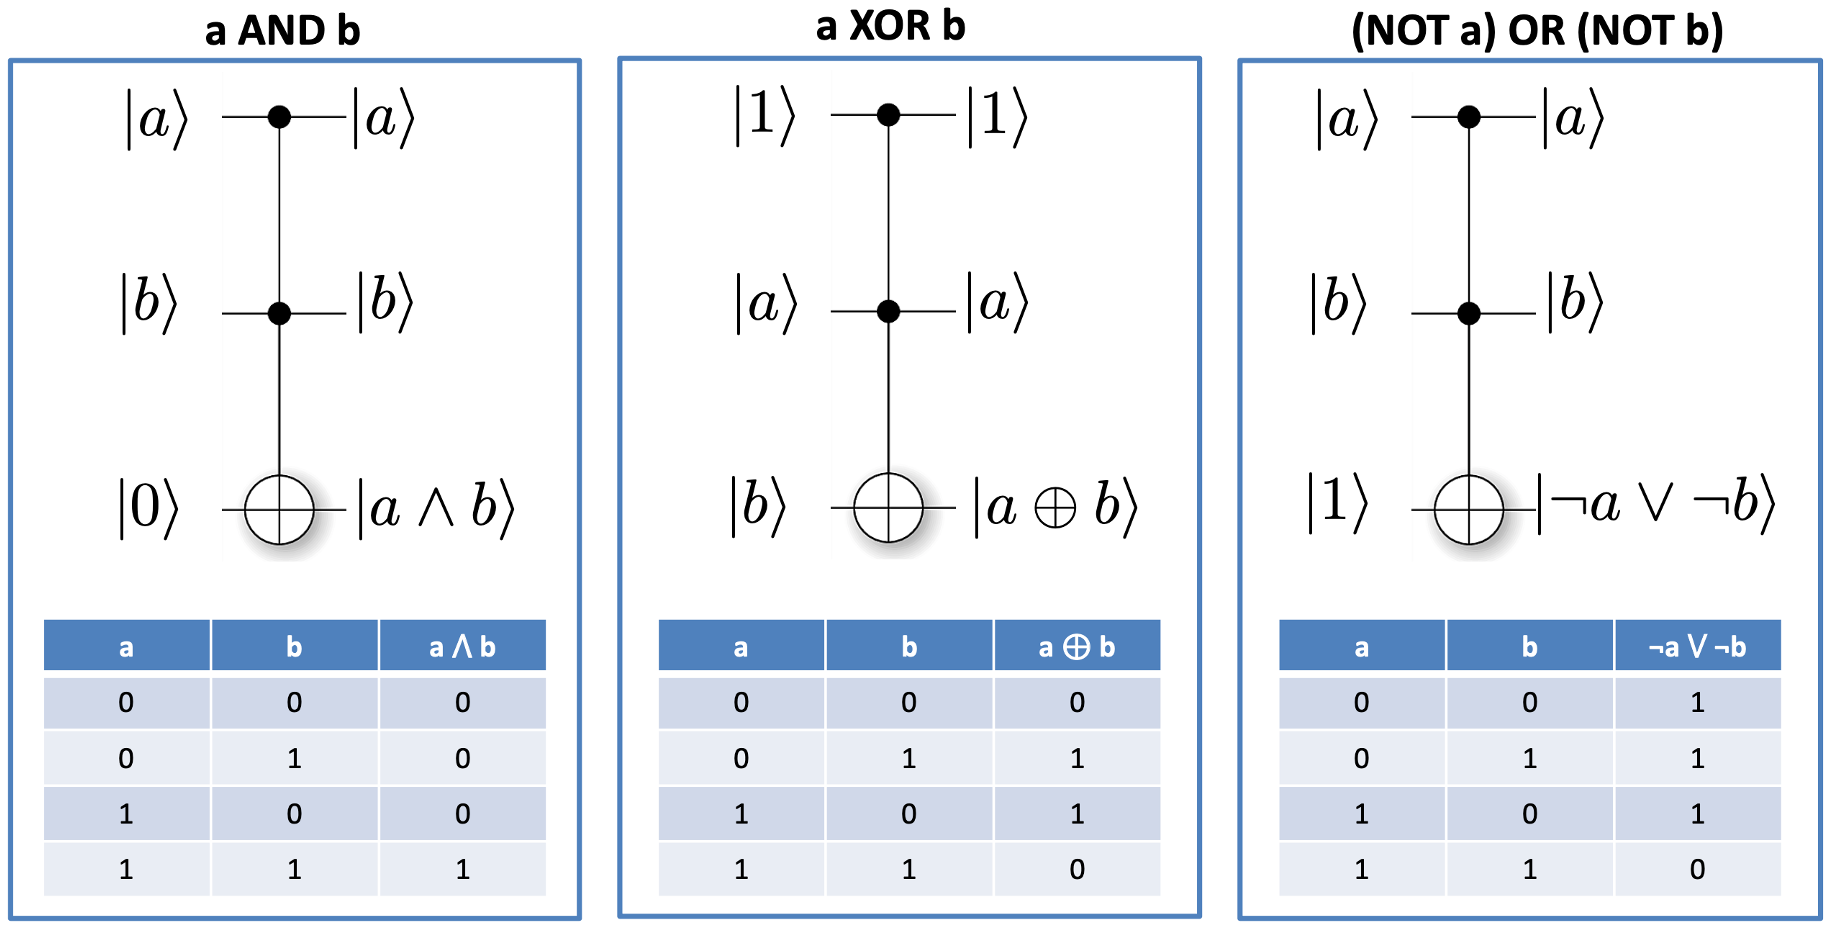 a AND b
|a⟩ |a⟩
|b⟩ |b⟩
|0⟩ |a ∧ b⟩
a b a ∧ b
0 0 0
0 1 0
1 0 0
1 1 1
a XOR b
|1⟩ |1⟩
|a⟩ |a⟩
|b⟩ |a ⊕ b⟩
a b a ⊕ b
0 0 0
0 1 1
1 0 1
1 1 0
(NOT a) OR (NOT b)
|a⟩ |a⟩
|b⟩ |b⟩
|1⟩ |¬a ∨ ¬b⟩
a b ¬a ∨ ¬b
0 0 1
0 1 1
1 0 1
1 1 0